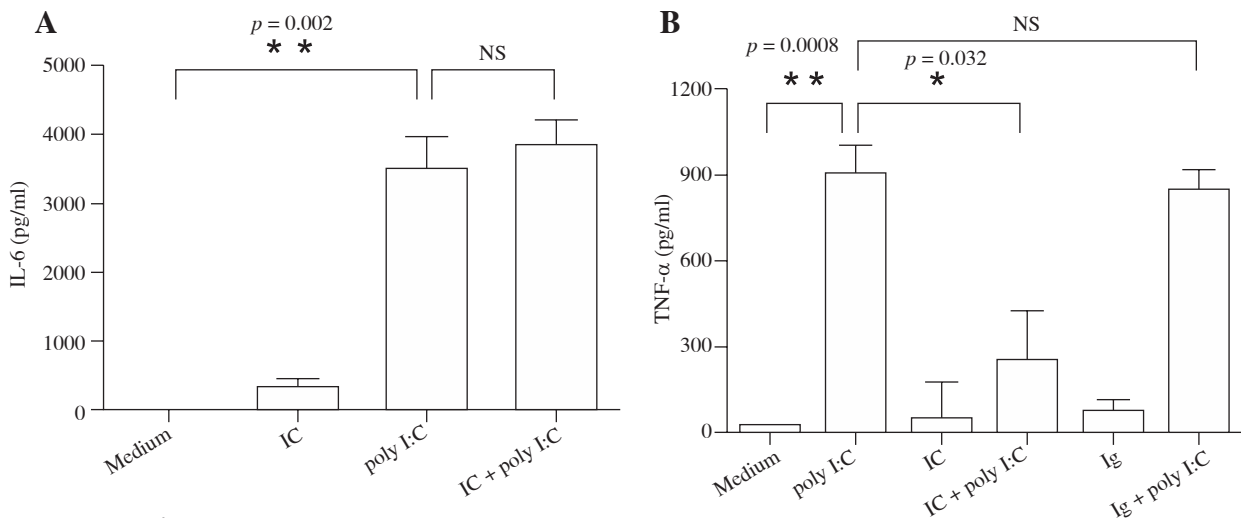 A
p = 0.002
* *
NS
5000
4000
3000
2000
1000
0
IL-6 (pg/ml)
Medium
IC
poly I:C
IC + poly I:C
B
NS
p = 0.0008
p = 0.032
* *
*
1200
900
600
300
0
TNF-α (pg/ml)
Medium
poly I:C
IC
IC + poly I:C
Ig
Ig + poly I:C